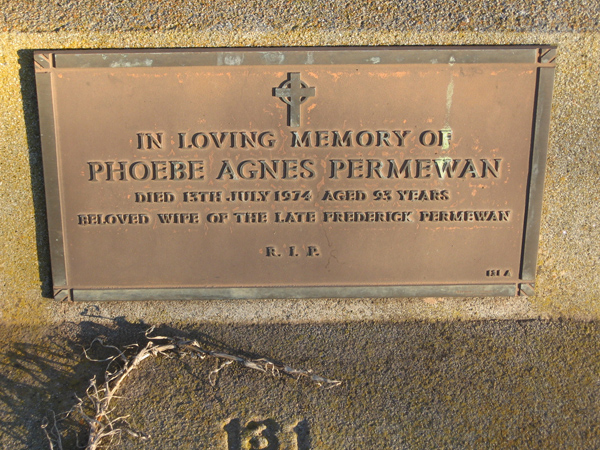 IN LOVING MEMORY OF
PHOEBE AGNES PERMEWAN
DIED 13TH JULY 1974 AGED 93 YEARS
BELOVED WIFE OF THE LATE FREDERICK PERMEWAN
R. I. P.
131 A
131